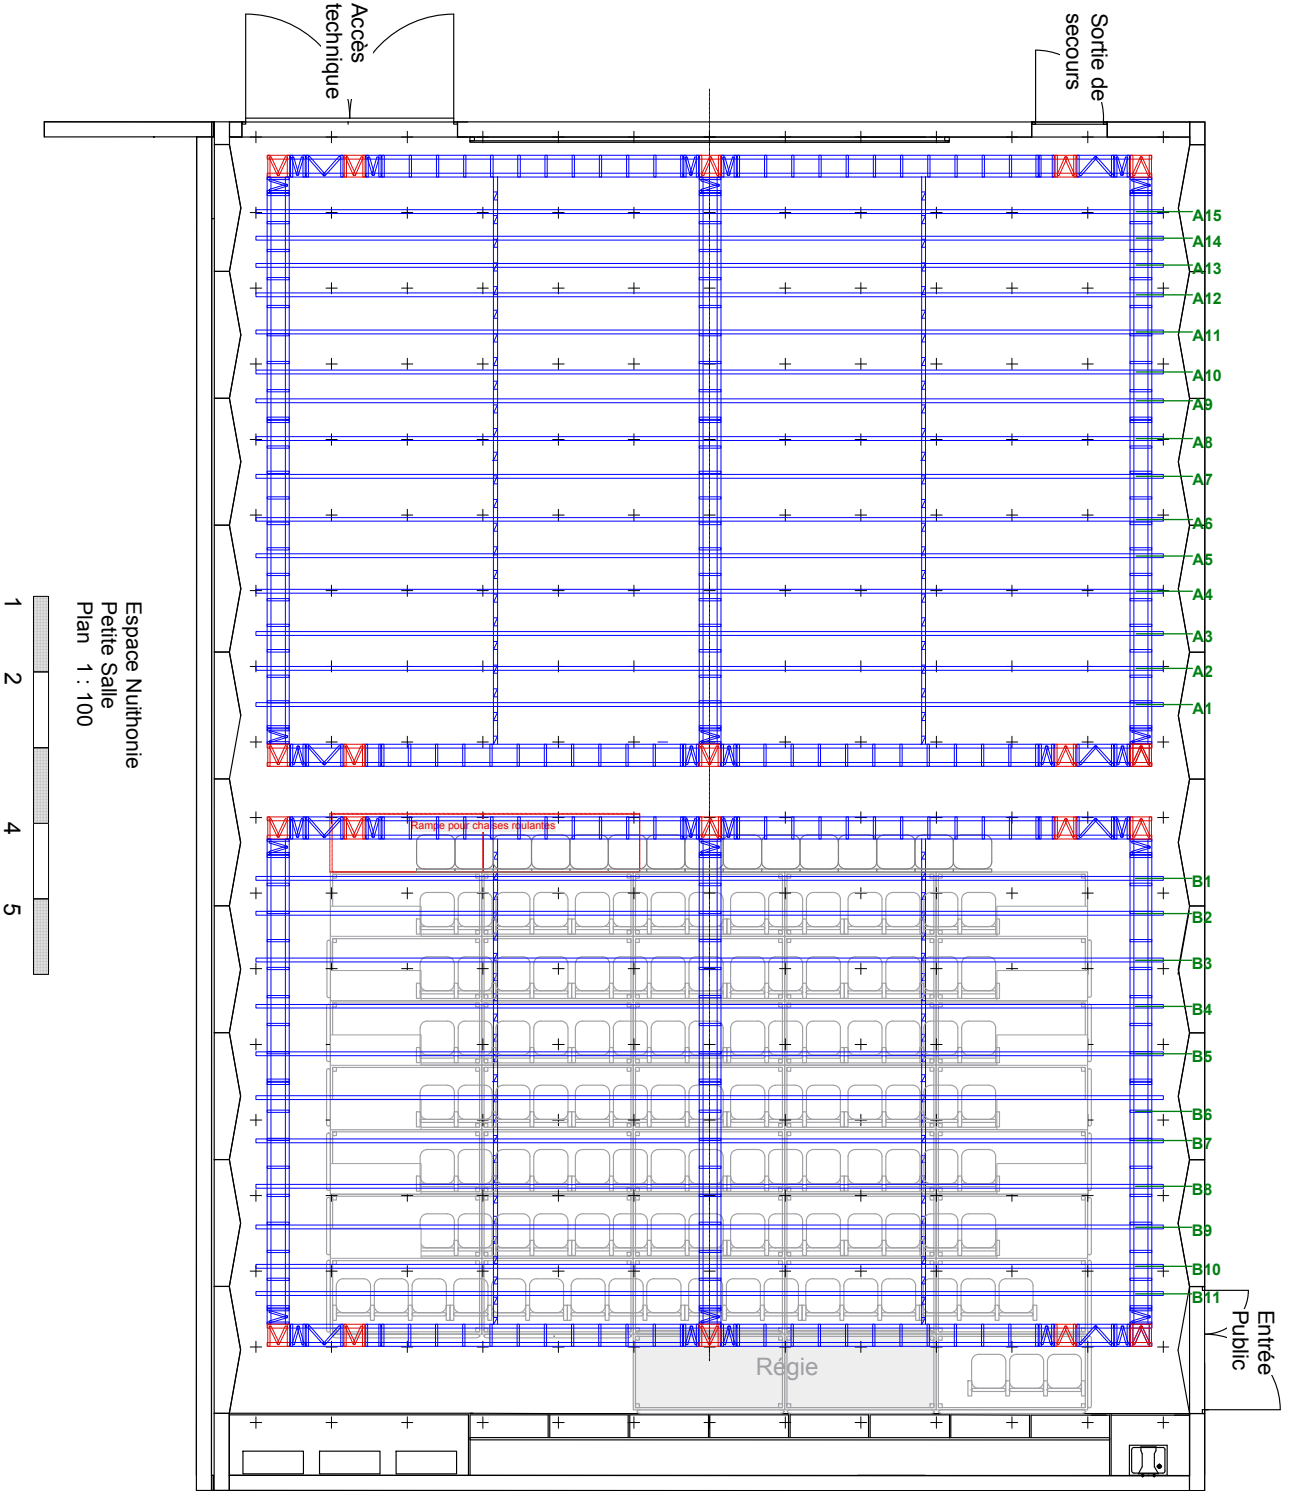 Accès
technique
Sortie de
secours
A15
A14
A13
A12
A11
A10
A9
A8
A7
A6
A5
A4
A3
A2
A1
Rampe pour chaises roulantes
B1
B2
B3
B4
B5
B6
B7
B8
B9
B10
B11
Entrée
Public
Régie
Espace Nuithonie
Petite Salle
Plan 1 : 100
1 2 4 5